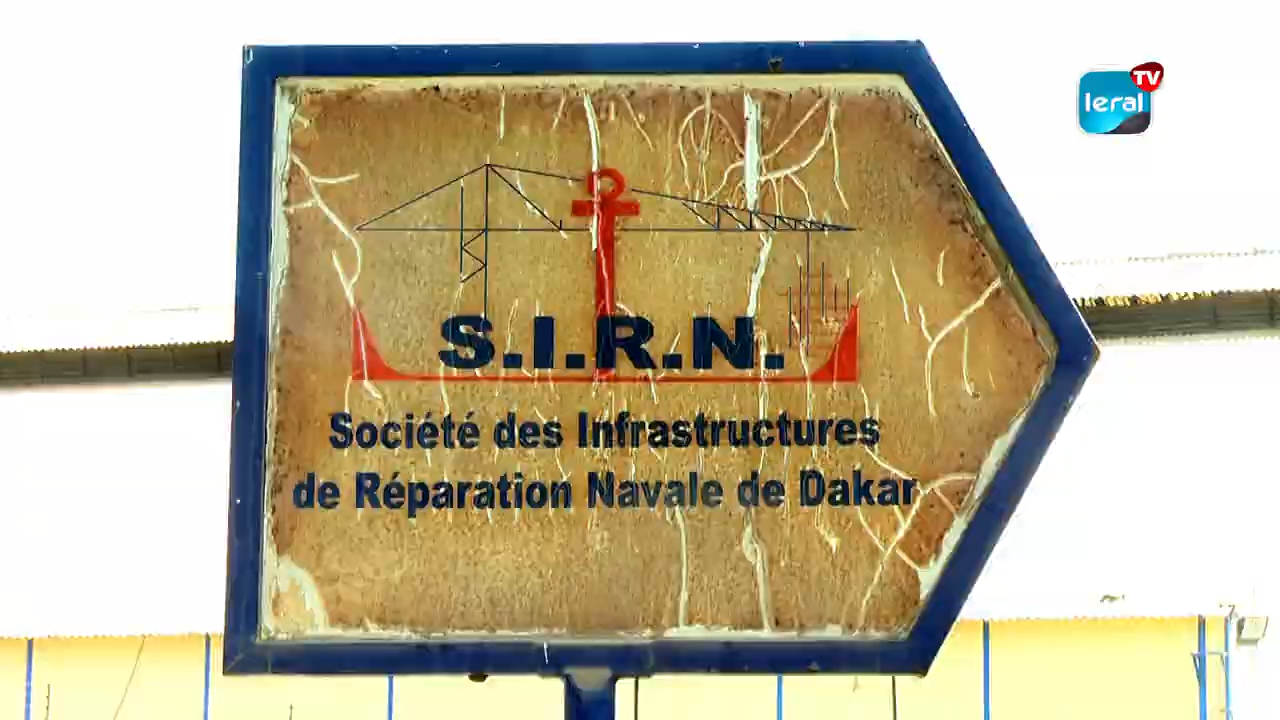 leral TV
S.I.R.N.
Société des Infrastructures
de Réparation Navale de Dakar